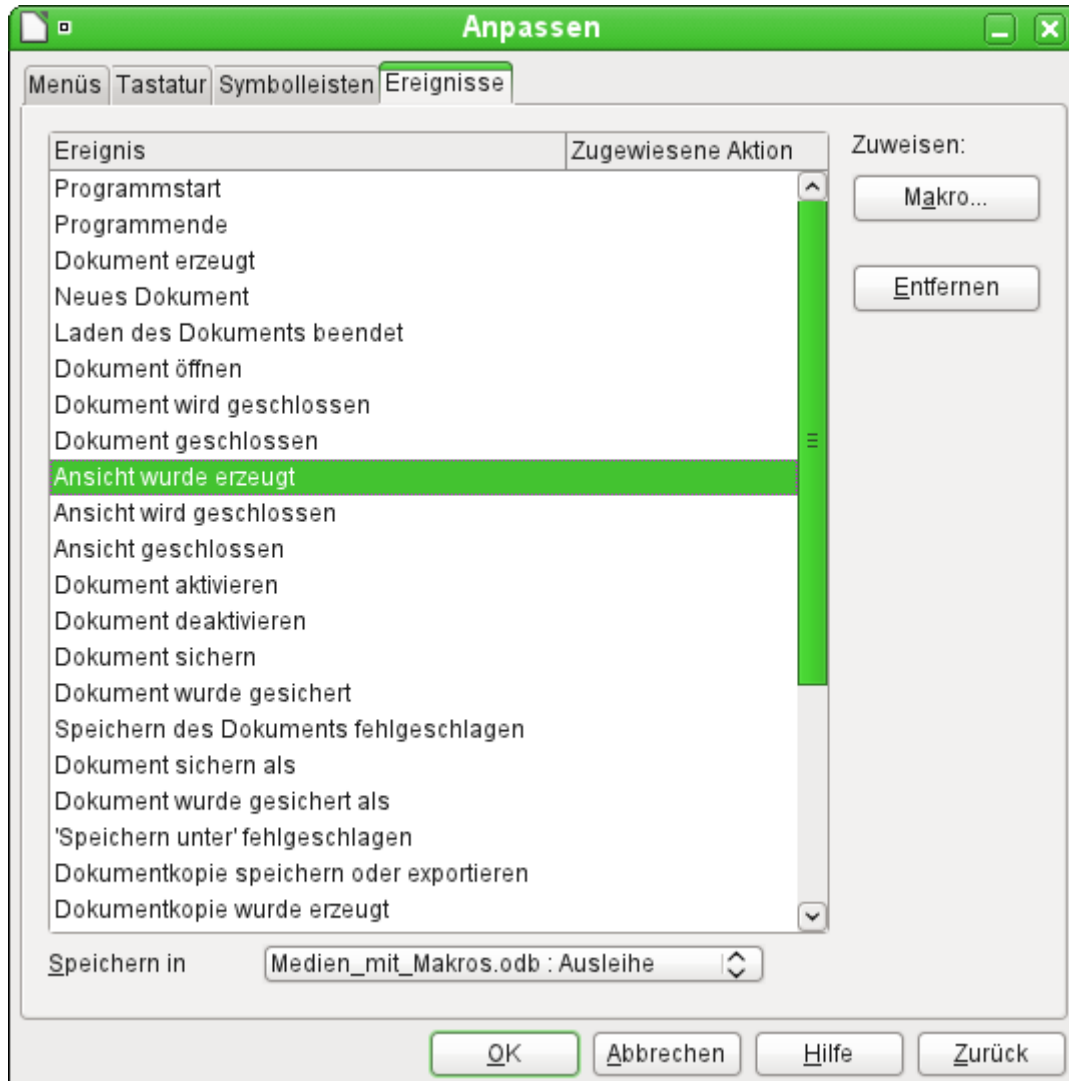 Anpassen
Menüs Tastatur Symbolleisten Ereignisse
Ereignis Zugewiesene Aktion
Zuweisen:
Programmstart
Makro...
Programmende
Dokument erzeugt
Entfernen
Neues Dokument
Laden des Dokuments beendet
Dokument öffnen
Dokument wird geschlossen
Dokument geschlossen
Ansicht wurde erzeugt
Ansicht wird geschlossen
Ansicht geschlossen
Dokument aktivieren
Dokument deaktivieren
Dokument sichern
Dokument wurde gesichert
Speichern des Dokuments fehlgeschlagen
Dokument sichern als
Dokument wurde gesichert als
'Speichern unter' fehlgeschlagen
Dokumentkopie speichern oder exportieren
Dokumentkopie wurde erzeugt
Speichern in Medien_mit_Makros.odb : Ausleihe
OK Abbrechen Hilfe Zurück